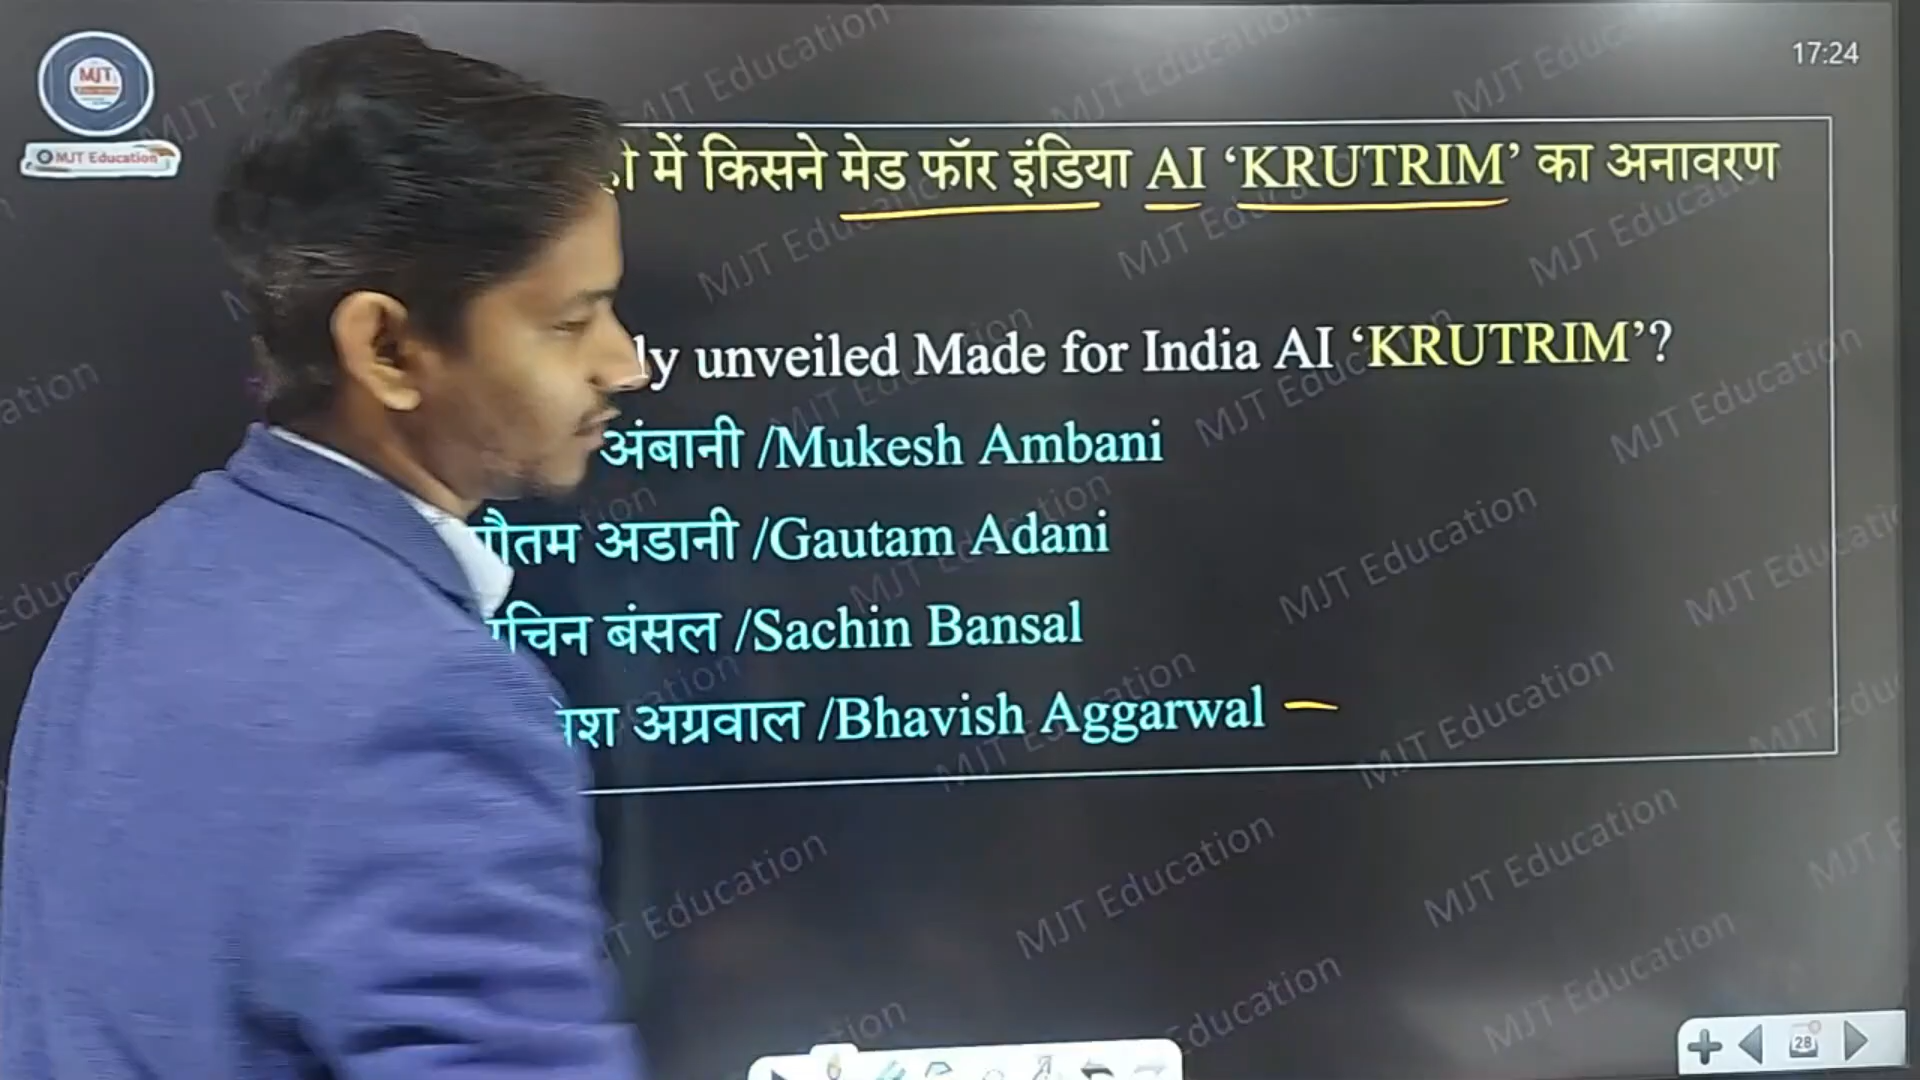 MJT
MJT Education
17:24
में किसने मेड फॉर इंडिया AI ‘KRUTRIM’ का अनावरण
unveiled Made for India AI ‘KRUTRIM’?
अंबानी /Mukesh Ambani
गौतम अडानी /Gautam Adani
बंसल /Sachin Bansal
अग्रवाल /Bhavish Aggarwal
28